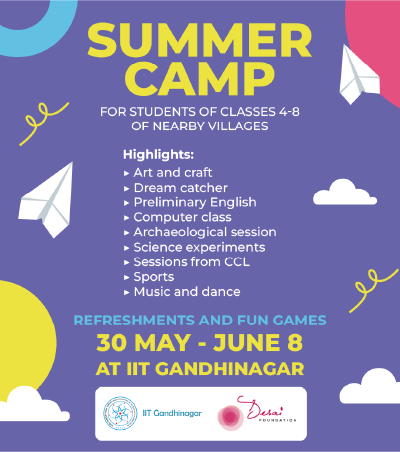 SUMMER
CAMP
FOR STUDENTS OF CLASSES 4-8
OF NEARBY VILLAGES
Highlights:
▸ Art and craft
▸ Dream catcher
▸ Preliminary English
▸ Computer class
▸ Archaeological session
▸ Science experiments
▸ Sessions from CCL
▸ Sports
▸ Music and dance
REFRESHMENTS AND FUN GAMES
30 MAY - JUNE 8
AT IIT GANDHINAGAR
IIT Gandhinagar
Desai
FOUNDATION